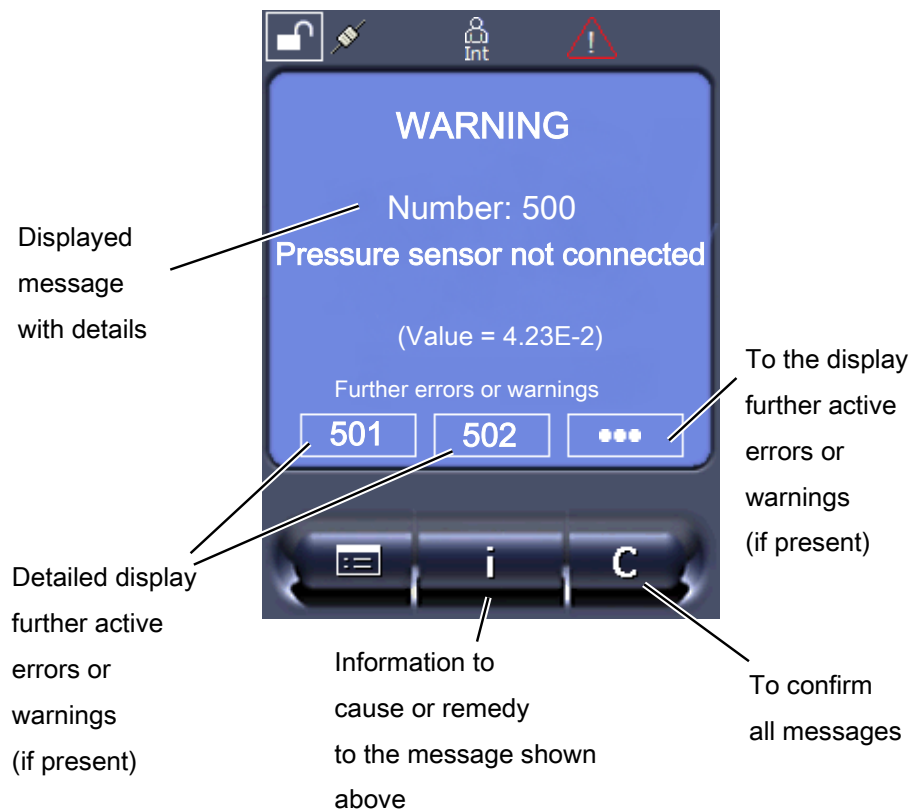 Int
!
WARNING
Number: 500
Pressure sensor not connected
(Value = 4.23E-2)
Further errors or warnings
501
502
i
C
Displayed
message
with details
To the display
further active
errors or
warnings
(if present)
Detailed display
further active
errors or
warnings
(if present)
Information to
cause or remedy
to the message shown
above
To confirm
all messages